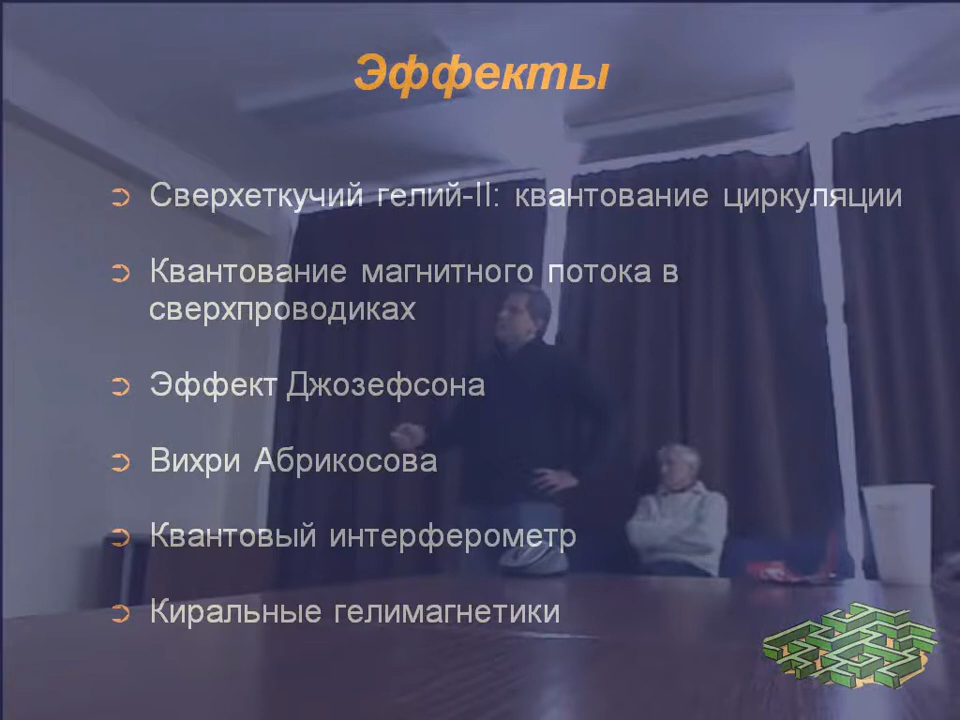 Эффекты
Сверхеткучий гелий-II: квантование циркуляции
Квантование магнитного потока в
сверхпроводиках
Эффект Джозефсона
Вихри Абрикосова
Квантовый интерферометр
Киральные гелимагнетики